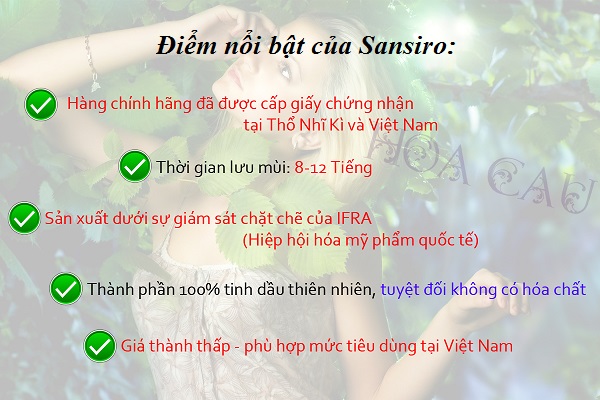 Điểm nổi bật của Sansiro:
Hàng chính hãng đã được cấp giấy chứng nhận
tại Thổ Nhĩ Kì và Việt Nam
HOA CAU
Thời gian lưu mùi: 8-12 Tiếng
Sản xuất dưới sự giám sát chặt chẽ của IFRA
(Hiệp hội hóa mỹ phẩm quốc tế)
Thành phần 100% tinh dầu thiên nhiên, tuyệt đối không có hóa chất
Giá thành thấp - phù hợp mức tiêu dùng tại Việt Nam